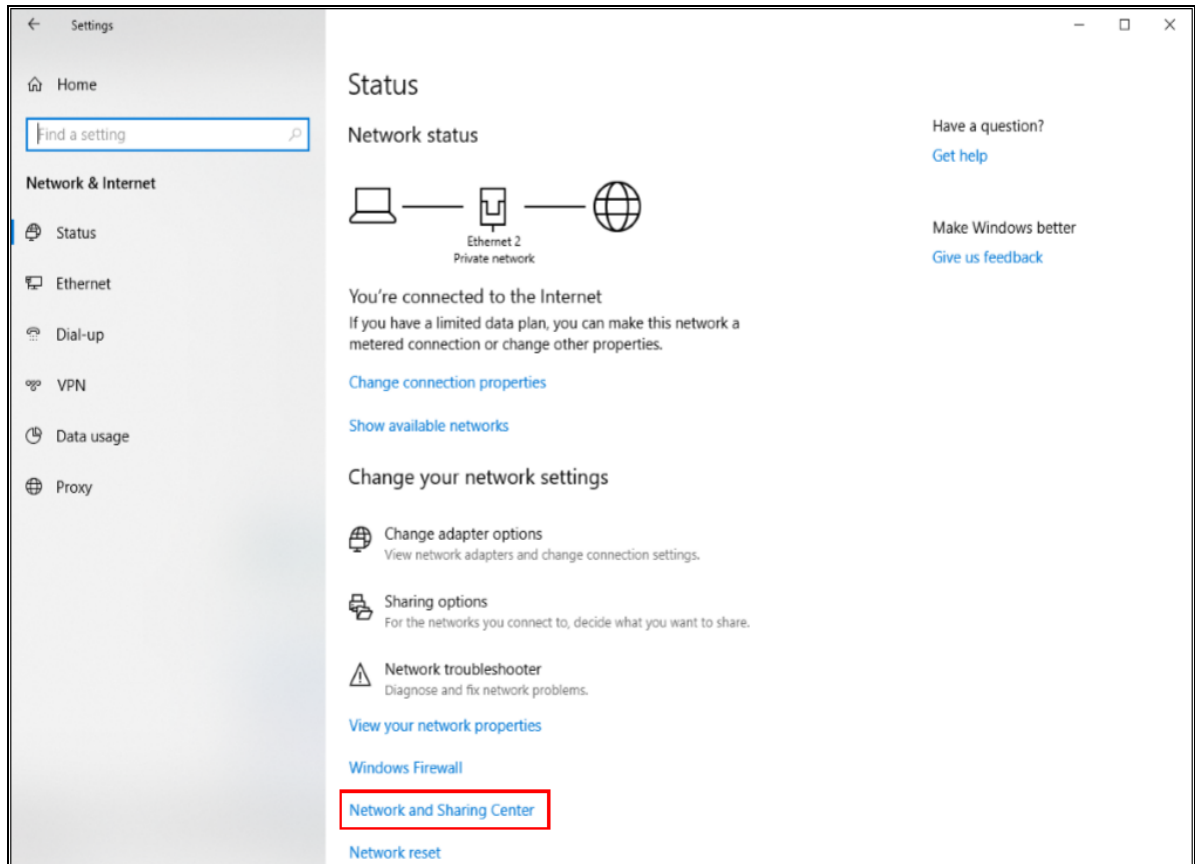 Settings
Home
Find a setting
Network & Internet
Status
Ethernet
Dial-up
VPN
Data usage
Proxy
Status
Network status
Ethernet 2
Private network
You're connected to the Internet
If you have a limited data plan, you can make this network a
metered connection or change other properties.
Change connection properties
Show available networks
Change your network settings
Change adapter options
View network adapters and change connection settings.
Sharing options
For the networks you connect to, decide what you want to share.
Network troubleshooter
Diagnose and fix network problems.
View your network properties
Windows Firewall
Network and Sharing Center
Network reset
Have a question?
Get help
Make Windows better
Give us feedback